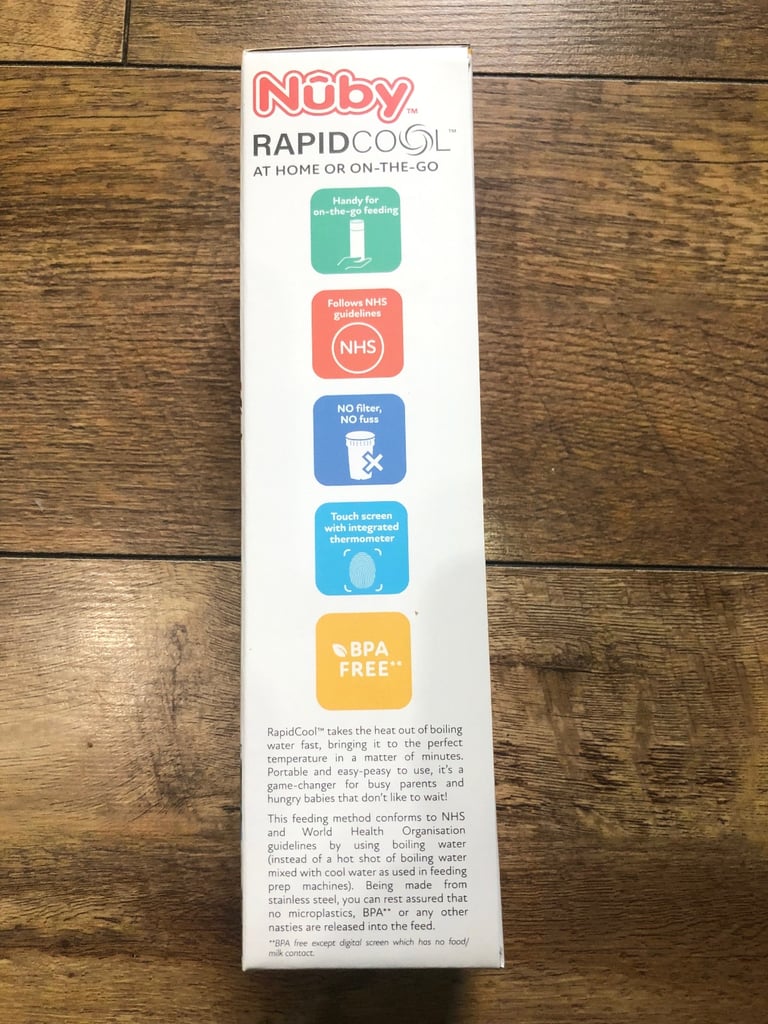 Nûby™
RAPIDCOOL™
AT HOME OR ON-THE-GO
Handy for
on-the-go feeding
Follows NHS
guidelines
NHS
NO filter,
NO fuss
Touch screen
with integrated
thermometer
BPA
FREE**
RapidCool™ takes the heat out of boiling
water fast, bringing it to the perfect
temperature in a matter of minutes.
Portable and easy-peasy to use, it's a
game-changer for busy parents and
hungry babies that don't like to wait!
This feeding method conforms to NHS
and World Health Organisation
guidelines by using boiling water
(instead of a hot shot of boiling water
mixed with cool water as used in feeding
prep machines). Being made from
stainless steel, you can rest assured that
no microplastics, BPA** or any other
nasties are released into the feed.
**BPA free except digital screen which has no food/
milk contact.